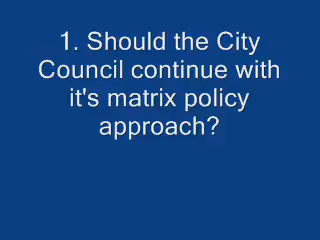 1. Should the City
Council continue with
it's matrix policy
approach?